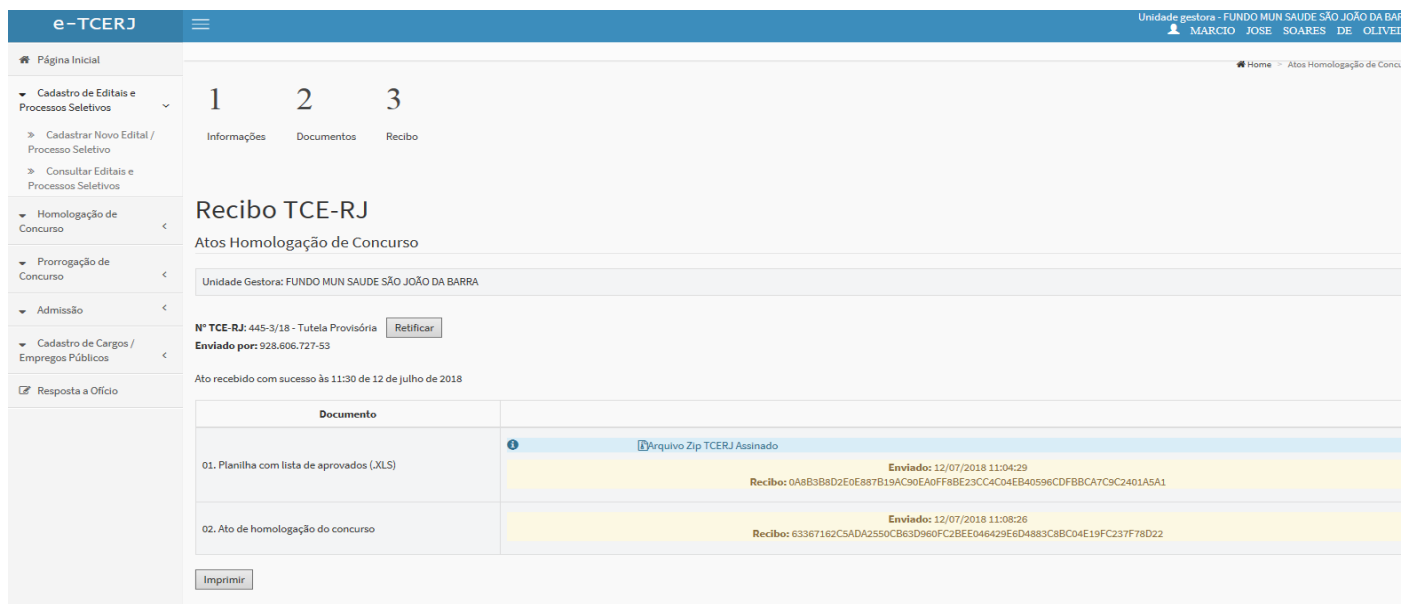 e-TCERJ
Unidade gestora - FUNDO MUN SAUDE SÃO JOÃO DA BAR
MARCIO JOSE SOARES DE OLIVEI
Home > Atos Homologação de Concu
Página Inicial
Cadastro de Editais e
Processos Seletivos
» Cadastrar Novo Edital /
Processo Seletivo
» Consultar Editais e
Processos Seletivos
Homologação de
Concurso
Prorrogação de
Concurso
Admissão
Cadastro de Cargos /
Empregos Públicos
Resposta a Ofício
1 2 3
Informações Documentos Recibo
Recibo TCE-RJ
Atos Homologação de Concurso
Unidade Gestora: FUNDO MUN SAUDE SÃO JOÃO DA BARRA
Nº TCE-RJ: 445-3/18 - Tutela Provisória Retificar
Enviado por: 928.606.727-53
Ato recebido com sucesso às 11:30 de 12 de julho de 2018
Documento
01. Planilha com lista de aprovados (.XLS)
Arquivo Zip TCERJ Assinado
Enviado: 12/07/2018 11:04:29
Recibo: 0A8B3B8D2E0E887B19AC90EA0FF8BE23CC4C04EB40596CDFBBCA7C9C2401A5A1
02. Ato de homologação do concurso
Enviado: 12/07/2018 11:08:26
Recibo: 63367162C5ADA2550CB63D960FC2BEE046429E6D4883C8BC04E19FC237F78D22
Imprimir